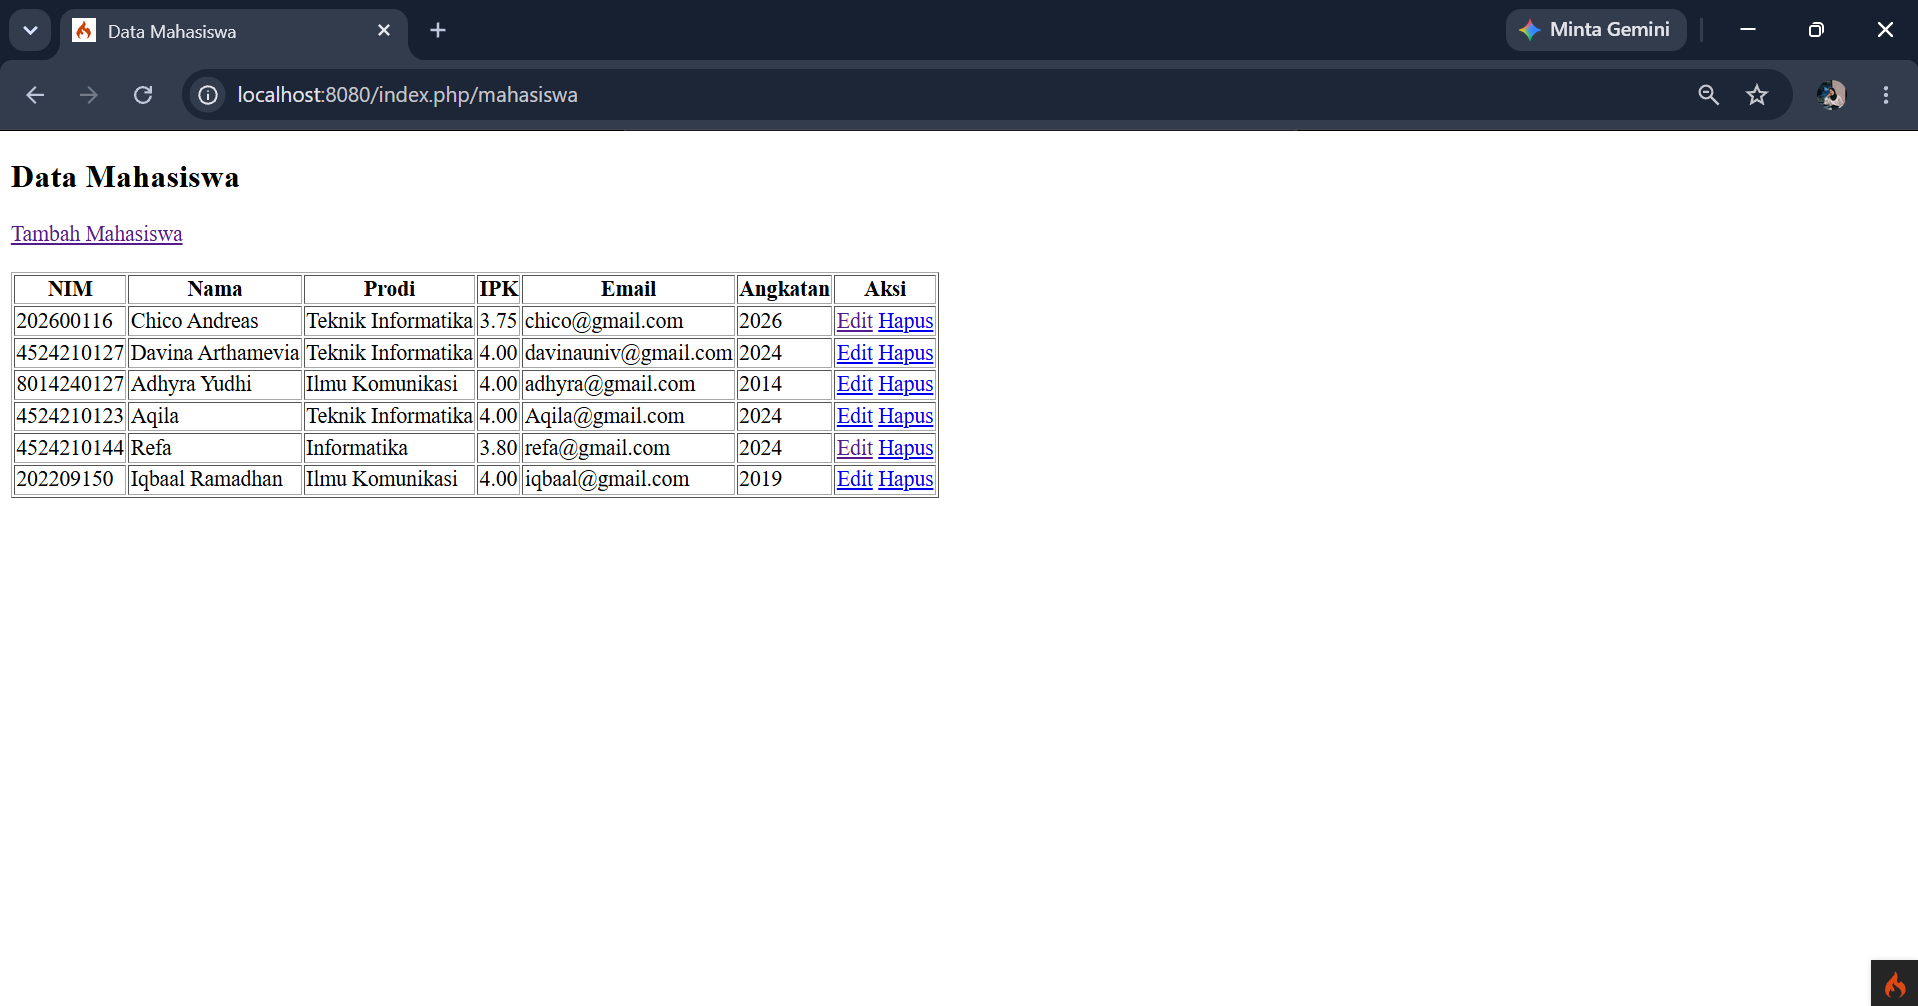 Data Mahasiswa
Minta Gemini
localhost:8080/index.php/mahasiswa
Data Mahasiswa
Tambah Mahasiswa
NIM Nama Prodi IPK Email Angkatan Aksi
202600116 Chico Andreas Teknik Informatika 3.75 chico@gmail.com 2026 Edit Hapus
4524210127 Davina Arthamevia Teknik Informatika 4.00 davinauniv@gmail.com 2024 Edit Hapus
8014240127 Adhyra Yudhi Ilmu Komunikasi 4.00 adhyra@gmail.com 2014 Edit Hapus
4524210123 Aqila Teknik Informatika 4.00 Aqila@gmail.com 2024 Edit Hapus
4524210144 Refa Informatika 3.80 refa@gmail.com 2024 Edit Hapus
202209150 Iqbaal Ramadhan Ilmu Komunikasi 4.00 iqbaal@gmail.com 2019 Edit Hapus